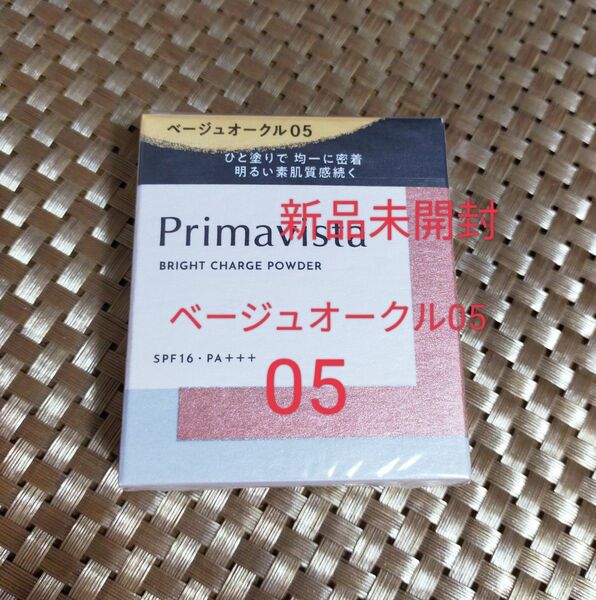 ベージュオークル05
ひと塗りで 均一に密着
明るい素肌質感続く
新品未開封
Primavista
BRIGHT CHARGE POWDER
ベージュオークル05
SPF16・PA+++
05